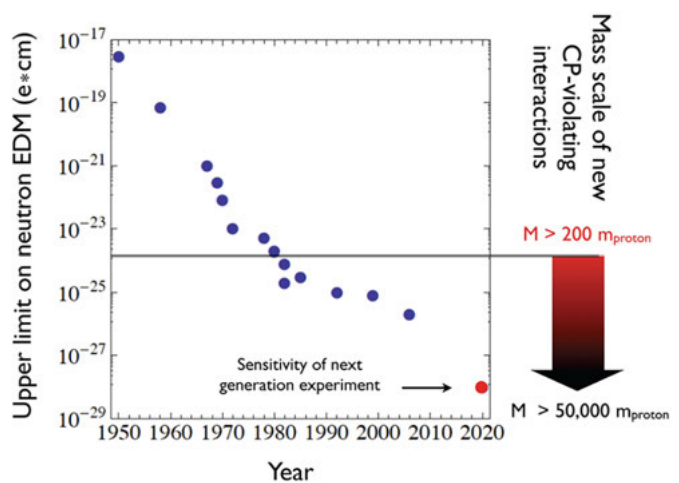 Upper limit on neutron EDM (e*cm)
10^-17
10^-19
10^-21
10^-23
10^-25
10^-27
10^-29
1950 1960 1970 1980 1990 2000 2010 2020
Year
Sensitivity of next
generation experiment
Mass scale of new
CP-violating
interactions
M > 200 m_proton
M > 50,000 m_proton